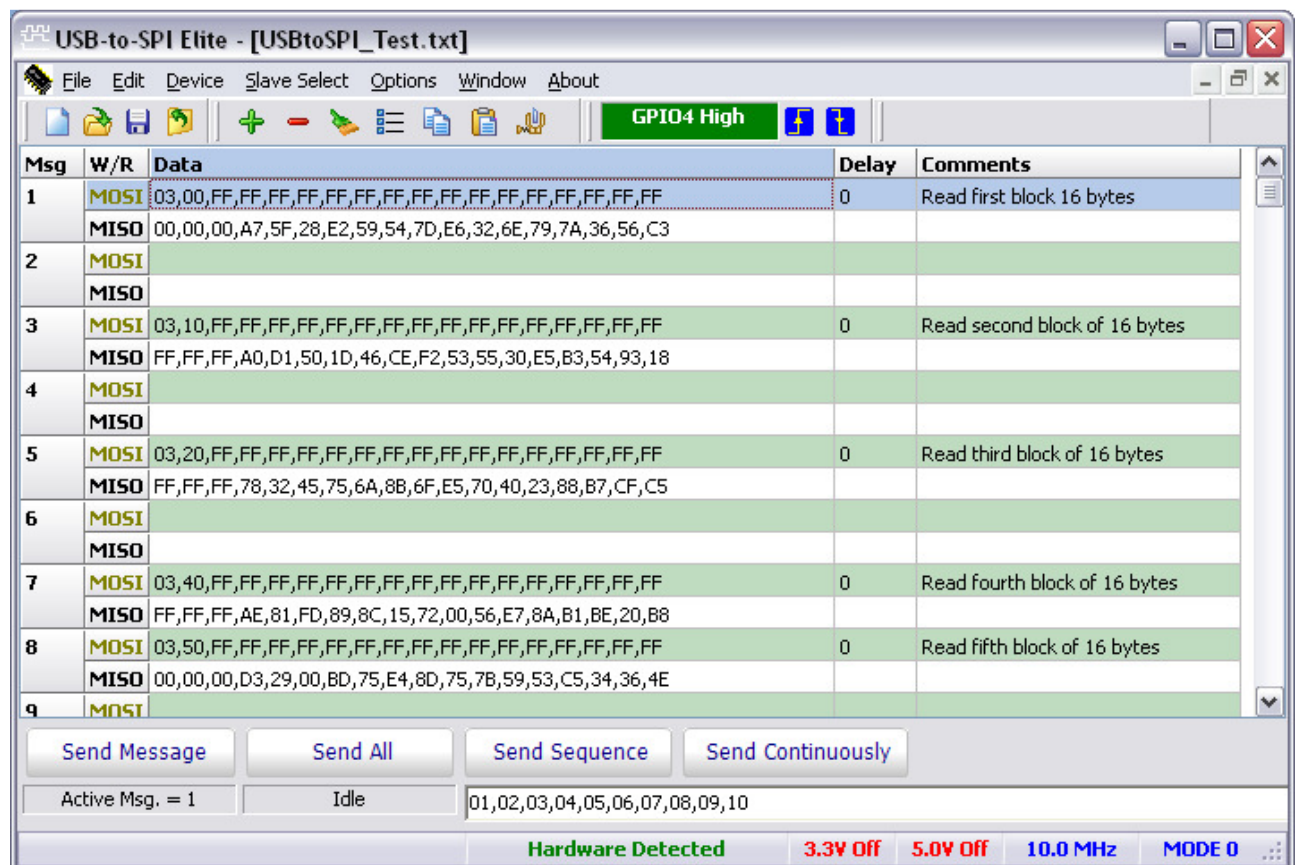 USB-to-SPI Elite - [USBtoSPI_Test.txt]
File Edit Device Slave Select Options Window About
GPIO4 High
Msg W/R Data Delay Comments
1 MOSI 03,00,FF,FF,FF,FF,FF,FF,FF,FF,FF,FF,FF,FF,FF,FF,FF,FF 0 Read first block 16 bytes
MISO 00,00,00,A7,5F,28,E2,59,54,7D,E6,32,6E,79,7A,36,56,C3
2 MOSI
MISO
3 MOSI 03,10,FF,FF,FF,FF,FF,FF,FF,FF,FF,FF,FF,FF,FF,FF,FF,FF 0 Read second block of 16 bytes
MISO FF,FF,FF,A0,D1,50,1D,46,CE,F2,53,55,30,E5,B3,54,93,18
4 MOSI
MISO
5 MOSI 03,20,FF,FF,FF,FF,FF,FF,FF,FF,FF,FF,FF,FF,FF,FF,FF,FF 0 Read third block of 16 bytes
MISO FF,FF,FF,78,32,45,75,6A,8B,6F,E5,70,40,23,88,B7,CF,C5
6 MOSI
MISO
7 MOSI 03,40,FF,FF,FF,FF,FF,FF,FF,FF,FF,FF,FF,FF,FF,FF,FF,FF 0 Read fourth block of 16 bytes
MISO FF,FF,FF,AE,81,FD,89,8C,15,72,00,56,E7,8A,B1,BE,20,B8
8 MOSI 03,50,FF,FF,FF,FF,FF,FF,FF,FF,FF,FF,FF,FF,FF,FF,FF,FF 0 Read fifth block of 16 bytes
MISO 00,00,00,D3,29,00,BD,75,E4,8D,75,7B,59,53,C5,34,36,4E
9 MOSI
Send Message Send All Send Sequence Send Continuously
Active Msg. = 1 Idle 01,02,03,04,05,06,07,08,09,10
Hardware Detected 3.3V Off 5.0V Off 10.0 MHz MODE 0